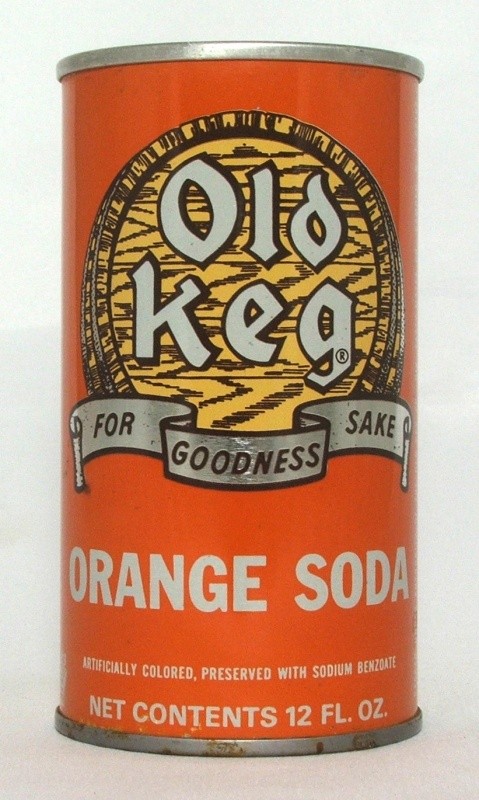 Old
Keg®
FOR GOODNESS SAKE
ORANGE SODA
ARTIFICIALLY COLORED, PRESERVED WITH SODIUM BENZOATE
NET CONTENTS 12 FL. OZ.